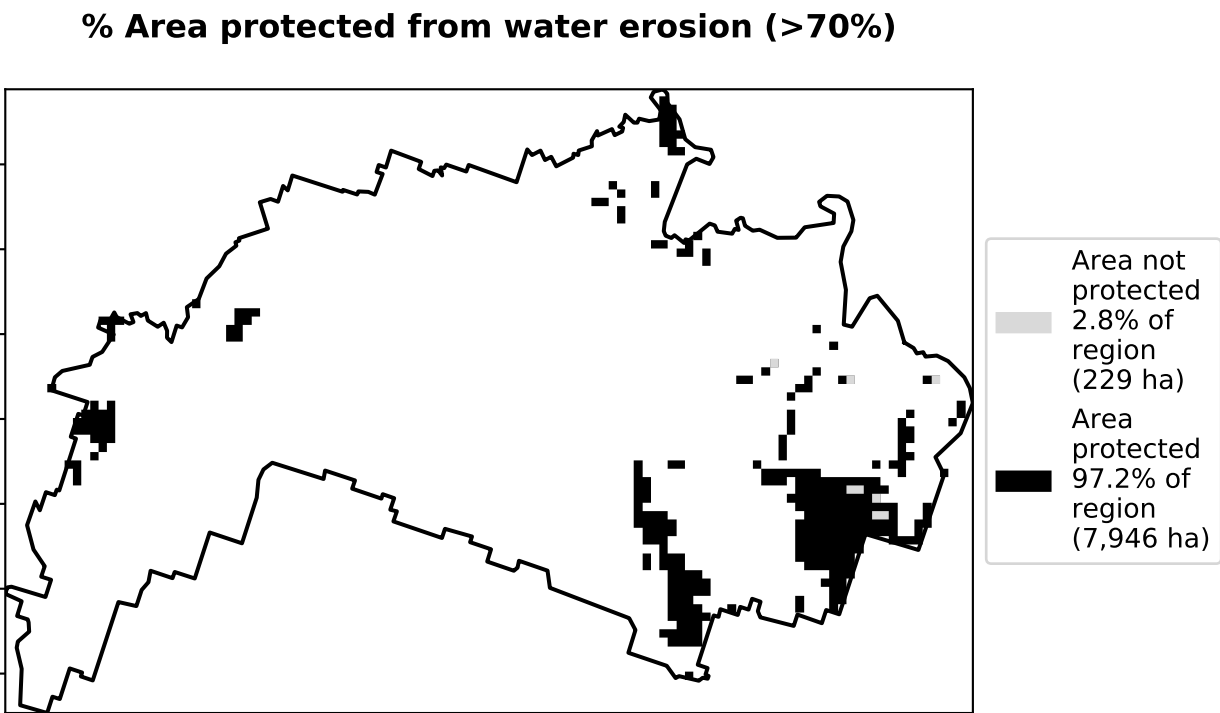 % Area protected from water erosion (>70%)
Area not
protected
2.8% of
region
(229 ha)
Area
protected
97.2% of
region
(7,946 ha)